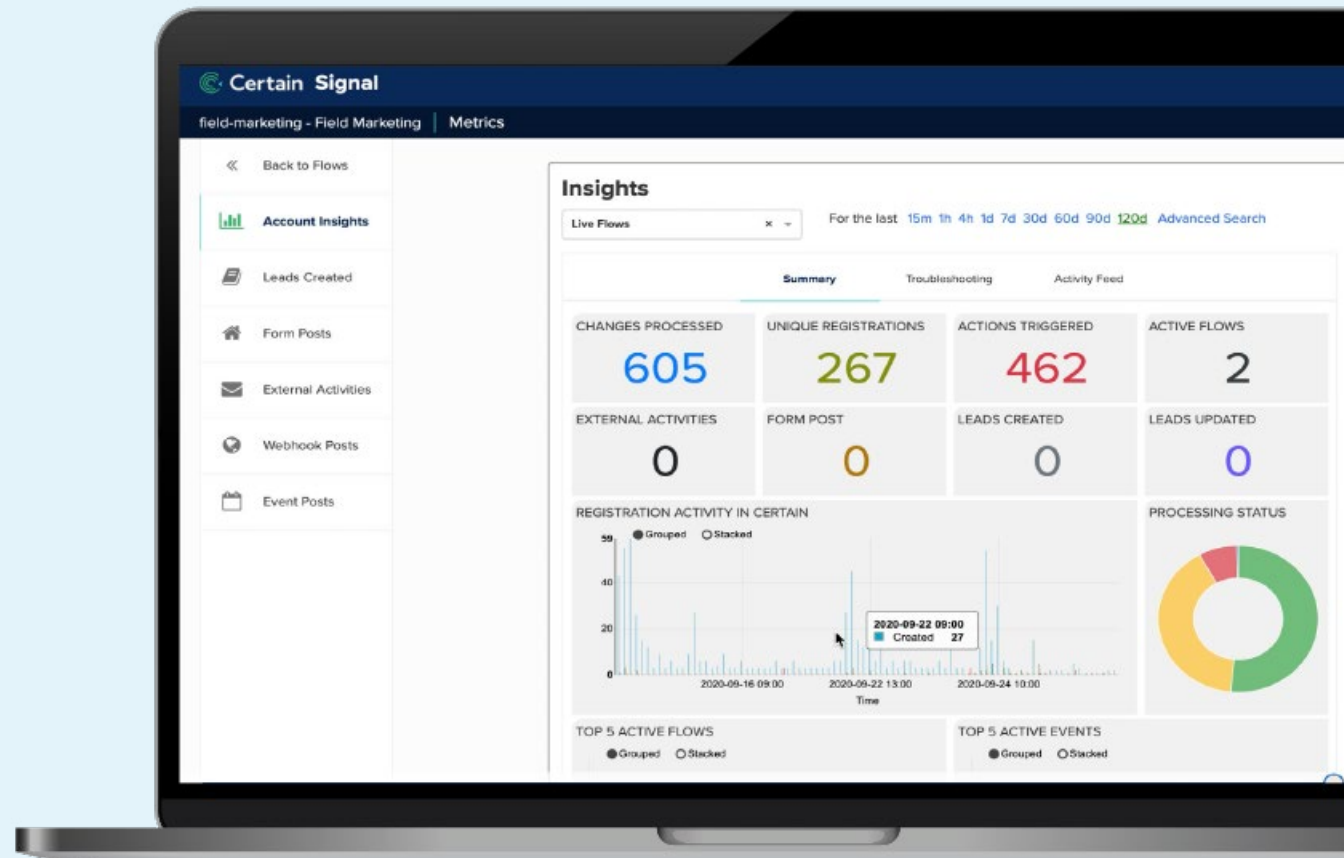 Certain Signal
field-marketing - Field Marketing | Metrics
Back to Flows
Account Insights
Leads Created
Form Posts
External Activities
Webhook Posts
Event Posts
Insights
Live Flows × For the last 15m 1h 4h 1d 7d 30d 60d 90d 120d Advanced Search
Summary Troubleshooting Activity Feed
CHANGES PROCESSED UNIQUE REGISTRATIONS ACTIONS TRIGGERED ACTIVE FLOWS
605 267 462 2
EXTERNAL ACTIVITIES FORM POST LEADS CREATED LEADS UPDATED
0 0 0 0
REGISTRATION ACTIVITY IN CERTAIN PROCESSING STATUS
Grouped Stacked
59
40
20
0
2020-09-22 09:00
Created 27
2020-09-16 09:00 2020-09-22 13:00 2020-09-24 10:00
Time
TOP 5 ACTIVE FLOWS TOP 5 ACTIVE EVENTS
Grouped Stacked Grouped Stacked